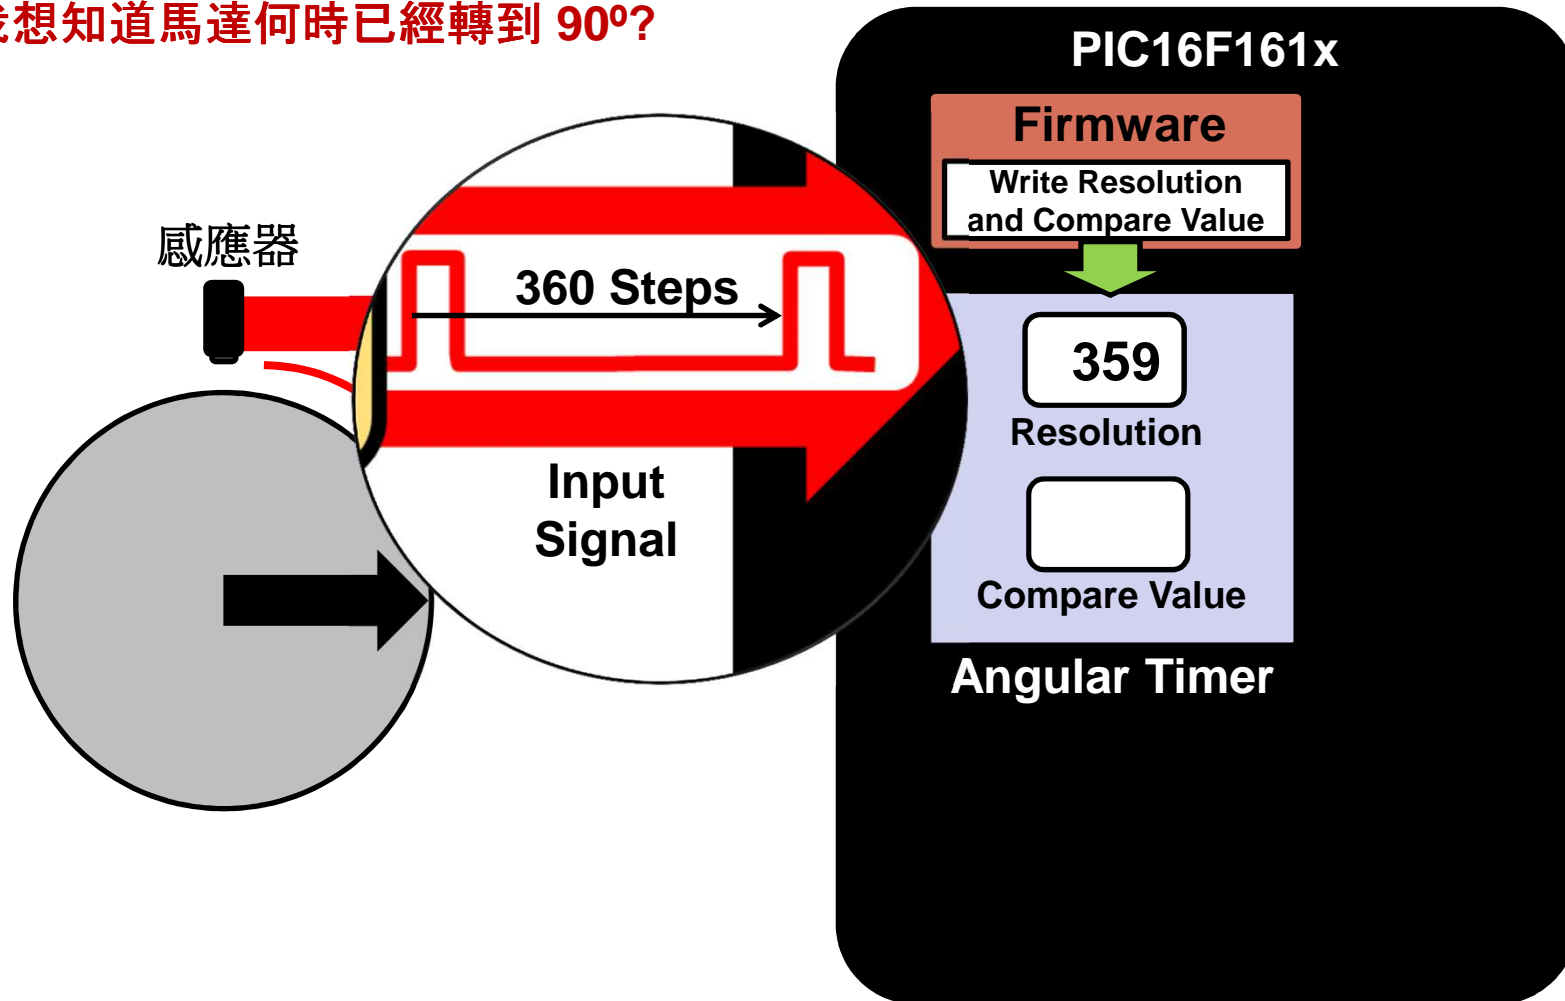 我想知道馬達何時已經轉到 90º?
PIC16F161x
Firmware
Write Resolution
and Compare Value
感應器
360 Steps
359
Resolution
Input
Signal
Compare Value
Angular Timer